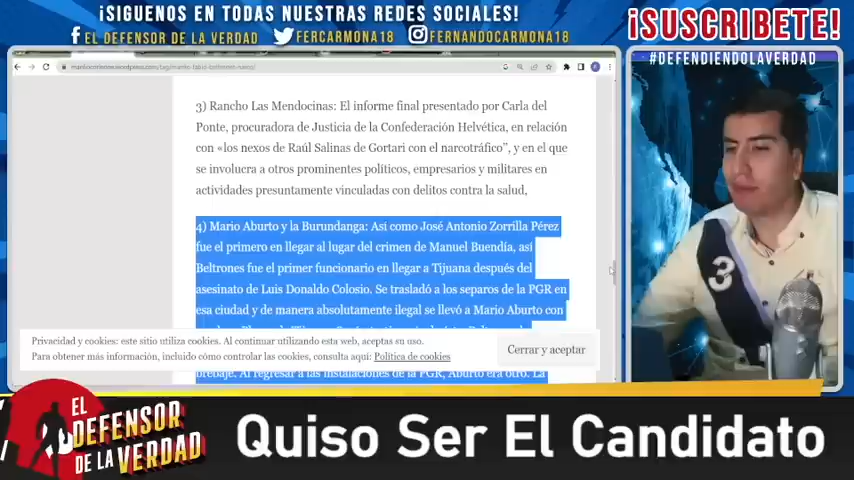 ¡SIGUENOS EN TODAS NUESTRAS REDES SOCIALES!
EL DEFENSOR DE LA VERDAD FERCARMONA18 FERNANDOCARMONA18
¡SUSCRIBETE!
#DEFENDIENDOLAVERDAD
3) Rancho Las Mendocinas: El informe final presentado por Carla del
Ponte, procuradora de Justicia de la Confederación Helvética, en relación
con «los nexos de Raúl Salinas de Gortari con el narcotráfico”, y en el que
se involucra a otros prominentes políticos, empresarios y militares en
actividades presuntamente vinculadas con delitos contra la salud,
4) Mario Aburto y la Burundanga: Así como José Antonio Zorrilla Pérez
fue el primero en llegar al lugar del crimen de Manuel Buendía, así
Beltrones fue el primer funcionario en llegar a Tijuana después del
asesinato de Luis Donaldo Colosio. Se trasladó a los separos de la PGR en
esa ciudad y de manera absolutamente ilegal se llevó a Mario Aburto con
Privacidad y cookies: este sitio utiliza cookies. Al continuar utilizando esta web, aceptas su uso.
Para obtener más información, incluido cómo controlar las cookies, consulta aquí: Política de cookies
Cerrar y aceptar
brebaje. Al regresar a las instalaciones de la PGR, Aburto era otro. La
3
EL
DEFENSOR
DE LA VERDAD
Quiso Ser El Candidato